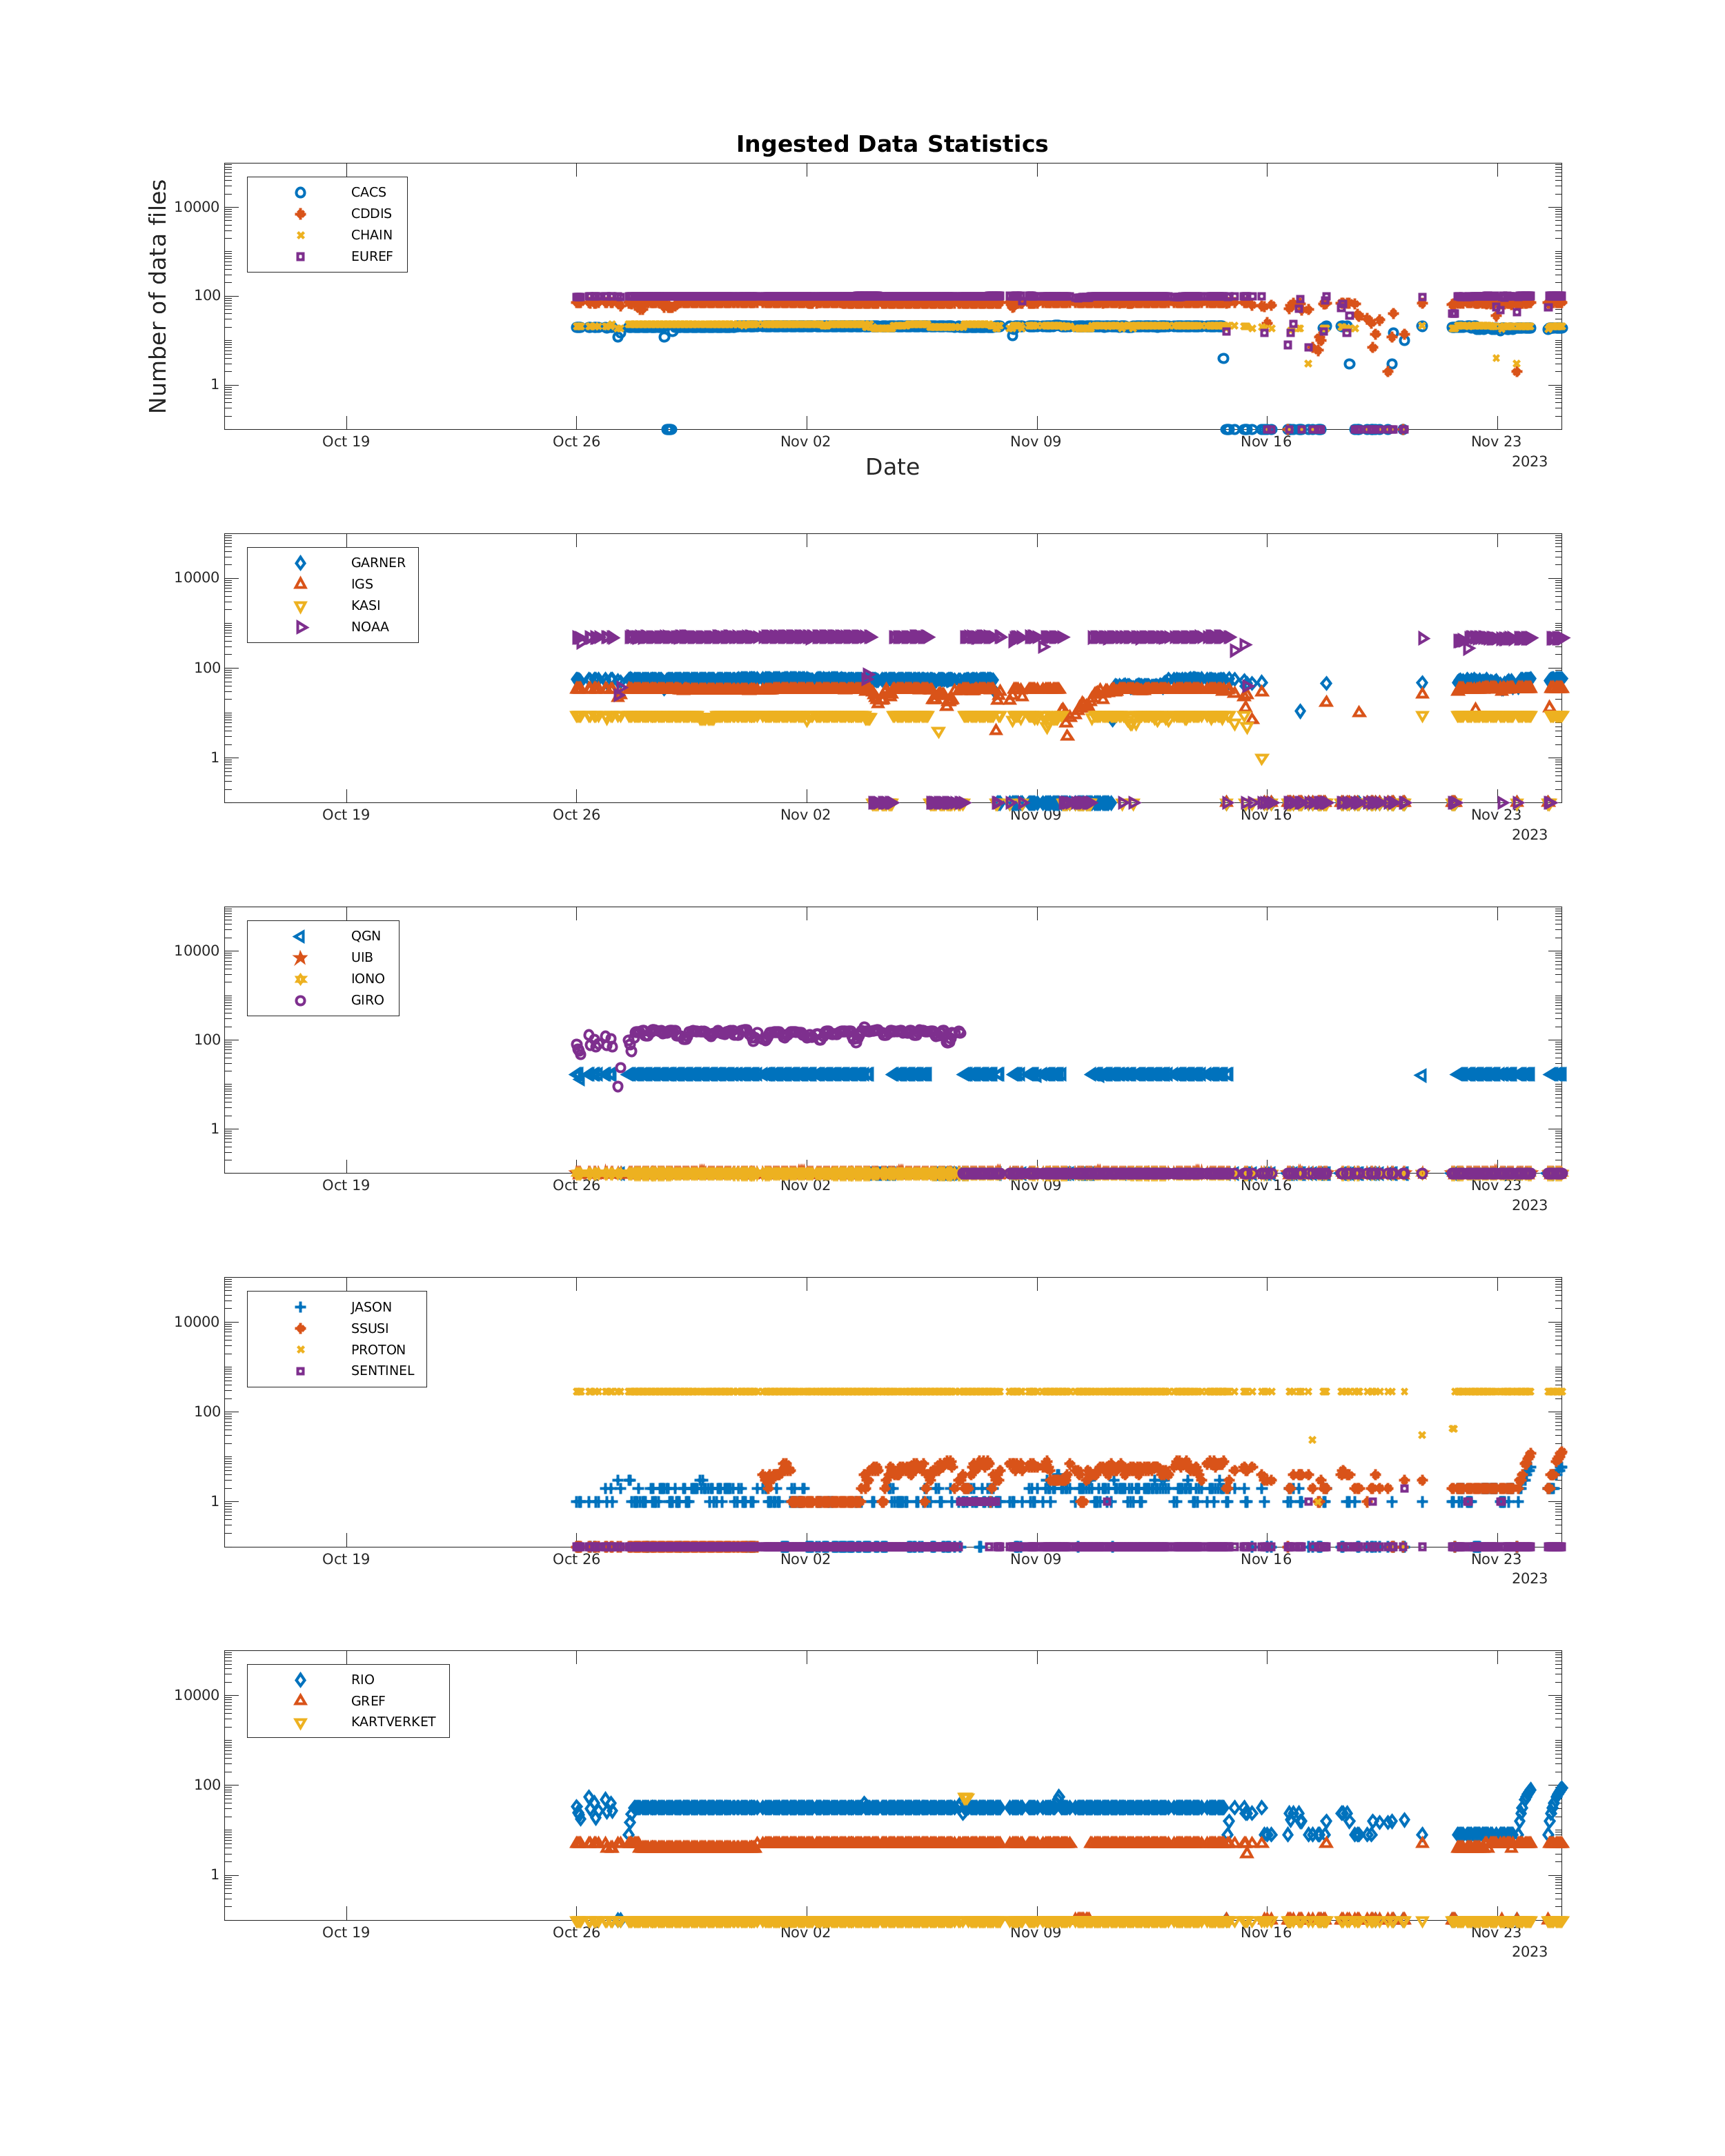 Ingested Data Statistics
Number of data files
10000
100
1
CACS
CDDIS
CHAIN
EUREF
Oct 19 Oct 26 Nov 02 Nov 09 Nov 16 Nov 23
2023
Date
10000
100
1
GARNER
IGS
KASI
NOAA
Oct 19 Oct 26 Nov 02 Nov 09 Nov 16 Nov 23
2023
10000
100
1
QGN
UIB
IONO
GIRO
Oct 19 Oct 26 Nov 02 Nov 09 Nov 16 Nov 23
2023
10000
100
1
JASON
SSUSI
PROTON
SENTINEL
Oct 19 Oct 26 Nov 02 Nov 09 Nov 16 Nov 23
2023
10000
100
1
RIO
GREF
KARTVERKET
Oct 19 Oct 26 Nov 02 Nov 09 Nov 16 Nov 23
2023